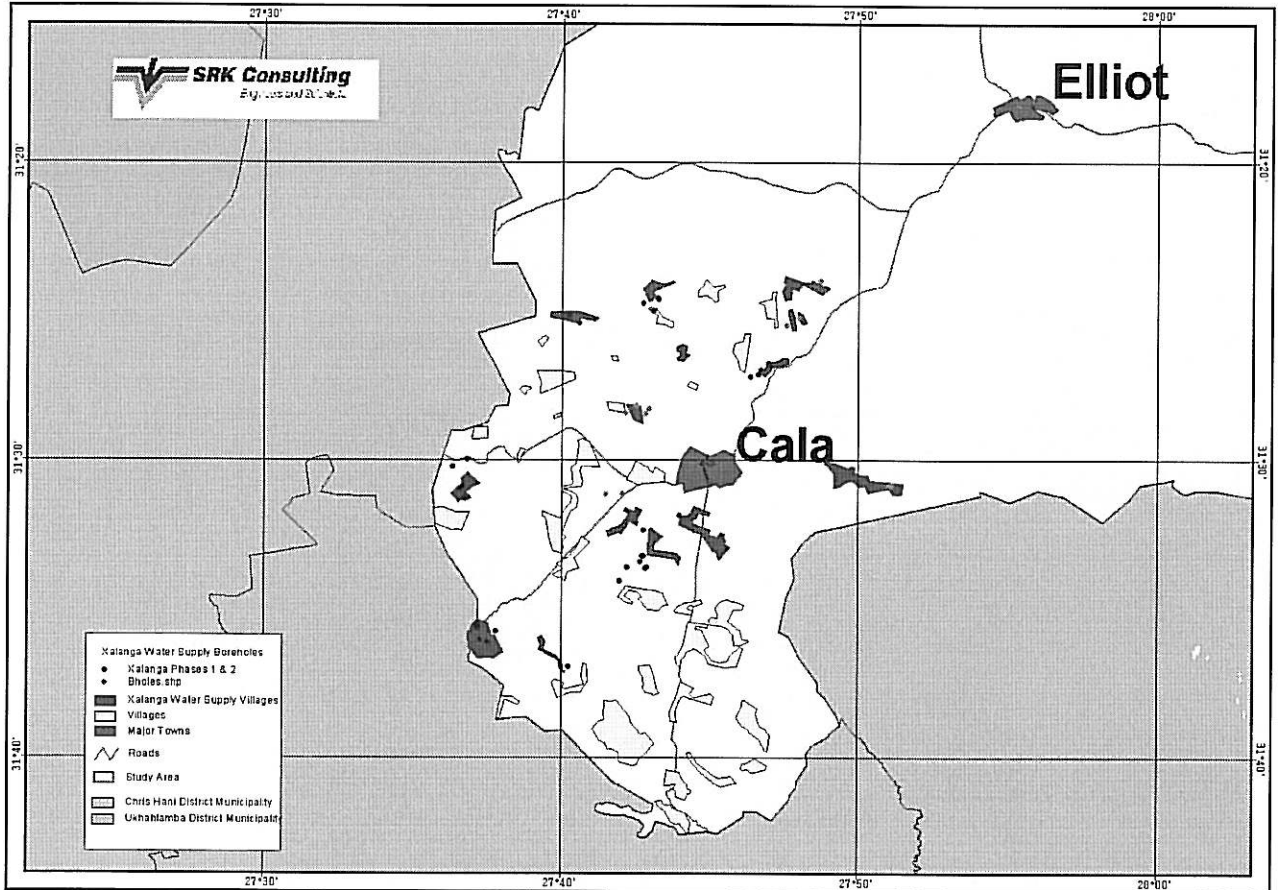 27°30' 27°40' 27°50' 28°00'
SRK Consulting
Engineers and Scientists
Elliot
31°20' 31°20'
Cala
31°30' 31°30'
Xalanga Water Supply Boreholes
Xalanga Phases 1 & 2
Bholes.shp
Xalanga Water Supply Villages
Villages
Major Towns
Roads
Study Area
Chris Hani District Municipality
Ukhahlamba District Municipality
31°40' 31°40'
27°30' 27°40' 27°50' 28°00'